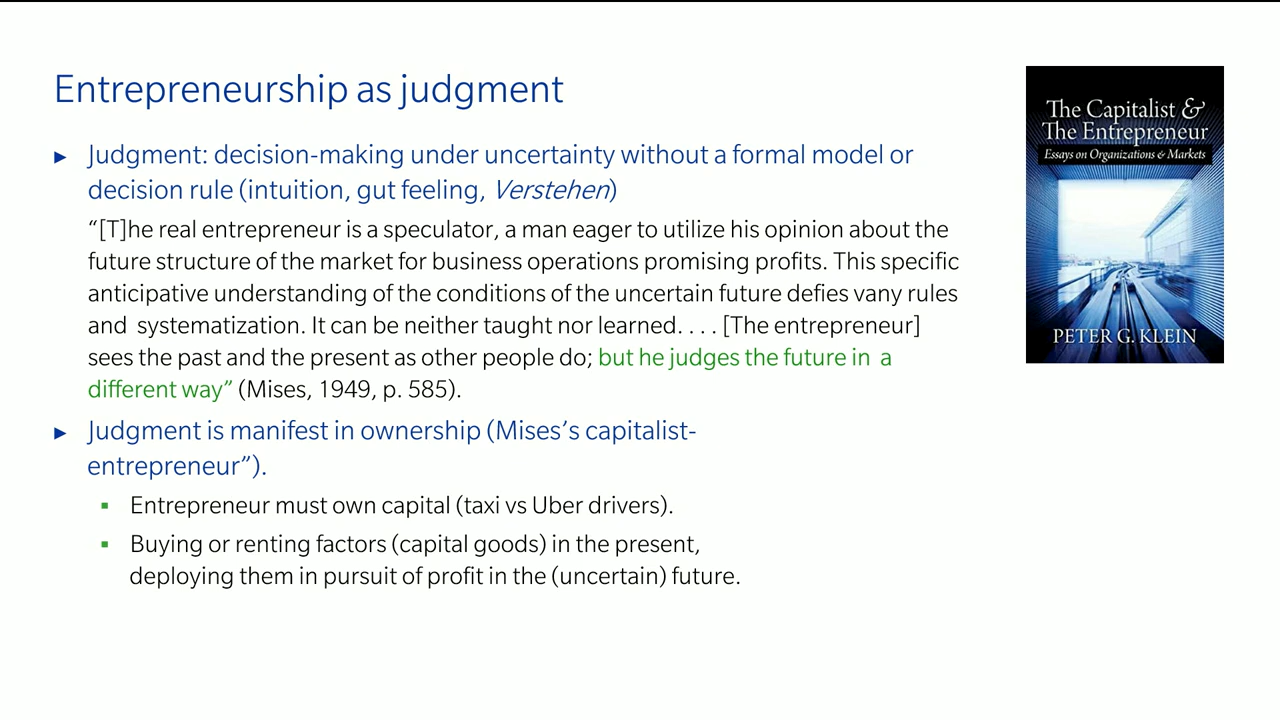 Entrepreneurship as judgment
► Judgment: decision-making under uncertainty without a formal model or
decision rule (intuition, gut feeling, Verstehen)
“[T]he real entrepreneur is a speculator, a man eager to utilize his opinion about the
future structure of the market for business operations promising profits. This specific
anticipative understanding of the conditions of the uncertain future defies vany rules
and systematization. It can be neither taught nor learned. . . . [The entrepreneur]
sees the past and the present as other people do; but he judges the future in a
different way” (Mises, 1949, p. 585).
► Judgment is manifest in ownership (Mises’s capitalist-
entrepreneur”).
▪ Entrepreneur must own capital (taxi vs Uber drivers).
▪ Buying or renting factors (capital goods) in the present,
deploying them in pursuit of profit in the (uncertain) future.
The Capitalist &
The Entrepreneur
Essays on Organizations & Markets
PETER G. KLEIN